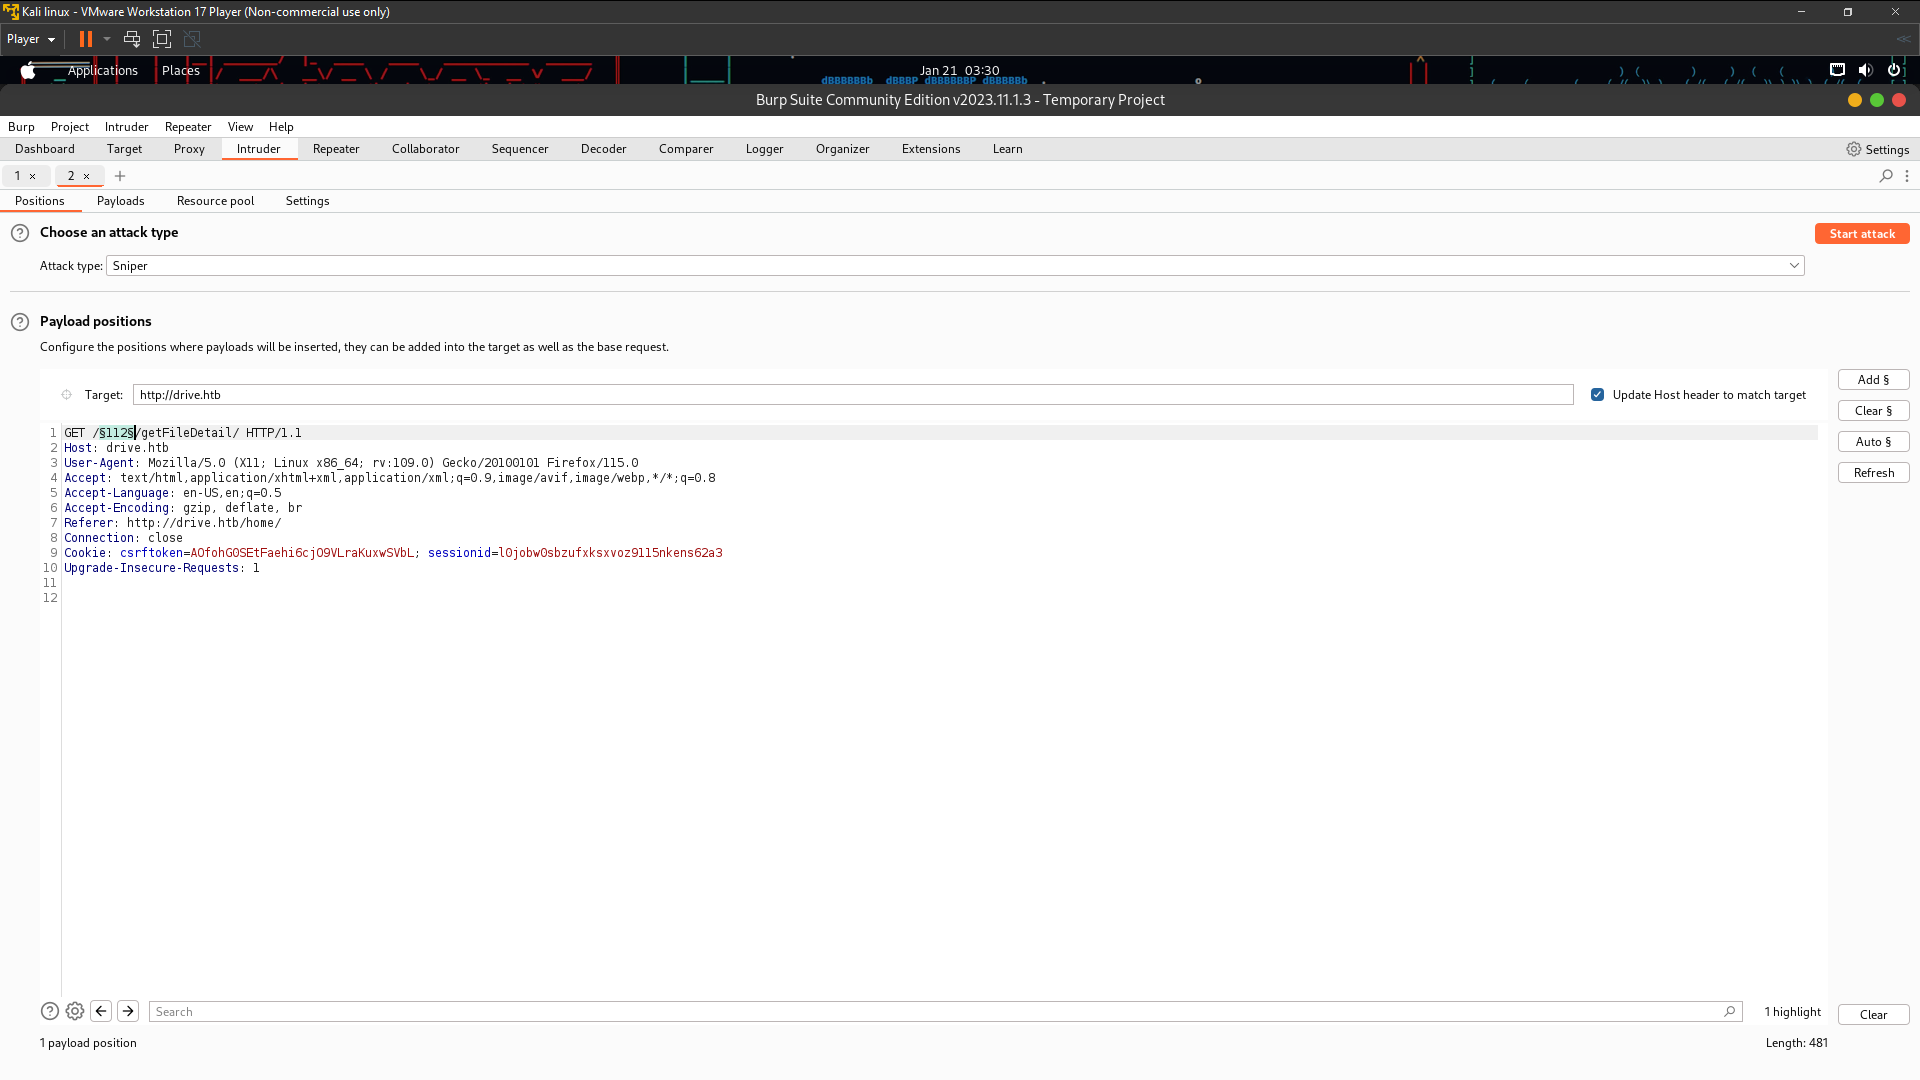 Kali linux - VMware Workstation 17 Player (Non-commercial use only)
Player
Applications Places Jan 21 03:30
Burp Suite Community Edition v2023.11.1.3 - Temporary Project
Burp Project Intruder Repeater View Help
Dashboard Target Proxy Intruder Repeater Collaborator Sequencer Decoder Comparer Logger Organizer Extensions Learn Settings
1 × 2 × +
Positions Payloads Resource pool Settings
Choose an attack type
Start attack
Attack type: Sniper
Payload positions
Configure the positions where payloads will be inserted, they can be added into the target as well as the base request.
Target: http://drive.htb Update Host header to match target
Add §
Clear §
Auto §
Refresh
1 GET /§112§/getFileDetail/ HTTP/1.1
2 Host: drive.htb
3 User-Agent: Mozilla/5.0 (X11; Linux x86_64; rv:109.0) Gecko/20100101 Firefox/115.0
4 Accept: text/html,application/xhtml+xml,application/xml;q=0.9,image/avif,image/webp,*/*;q=0.8
5 Accept-Language: en-US,en;q=0.5
6 Accept-Encoding: gzip, deflate, br
7 Referer: http://drive.htb/home/
8 Connection: close
9 Cookie: csrftoken=AOfohG0SEtFaehi6cjO9VLraKuxwSVbL; sessionid=l0jobw0sbzufxksxvoz9115nkens62a3
10 Upgrade-Insecure-Requests: 1
11
12
Search
1 highlight
Clear
1 payload position
Length: 481